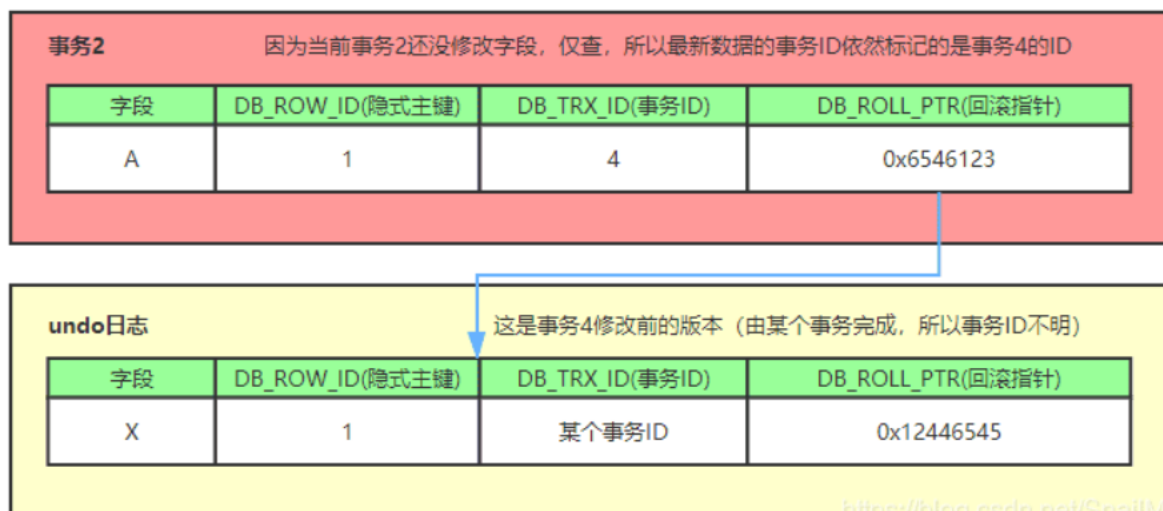 事务2 因为当前事务2还没修改字段，仅查，所以最新数据的事务ID依然标记的是事务4的ID
字段 DB_ROW_ID(隐式主键) DB_TRX_ID(事务ID) DB_ROLL_PTR(回滚指针)
A 1 4 0x6546123
undo日志 这是事务4修改前的版本（由某个事务完成，所以事务ID不明）
字段 DB_ROW_ID(隐式主键) DB_TRX_ID(事务ID) DB_ROLL_PTR(回滚指针)
X 1 某个事务ID 0x12446545